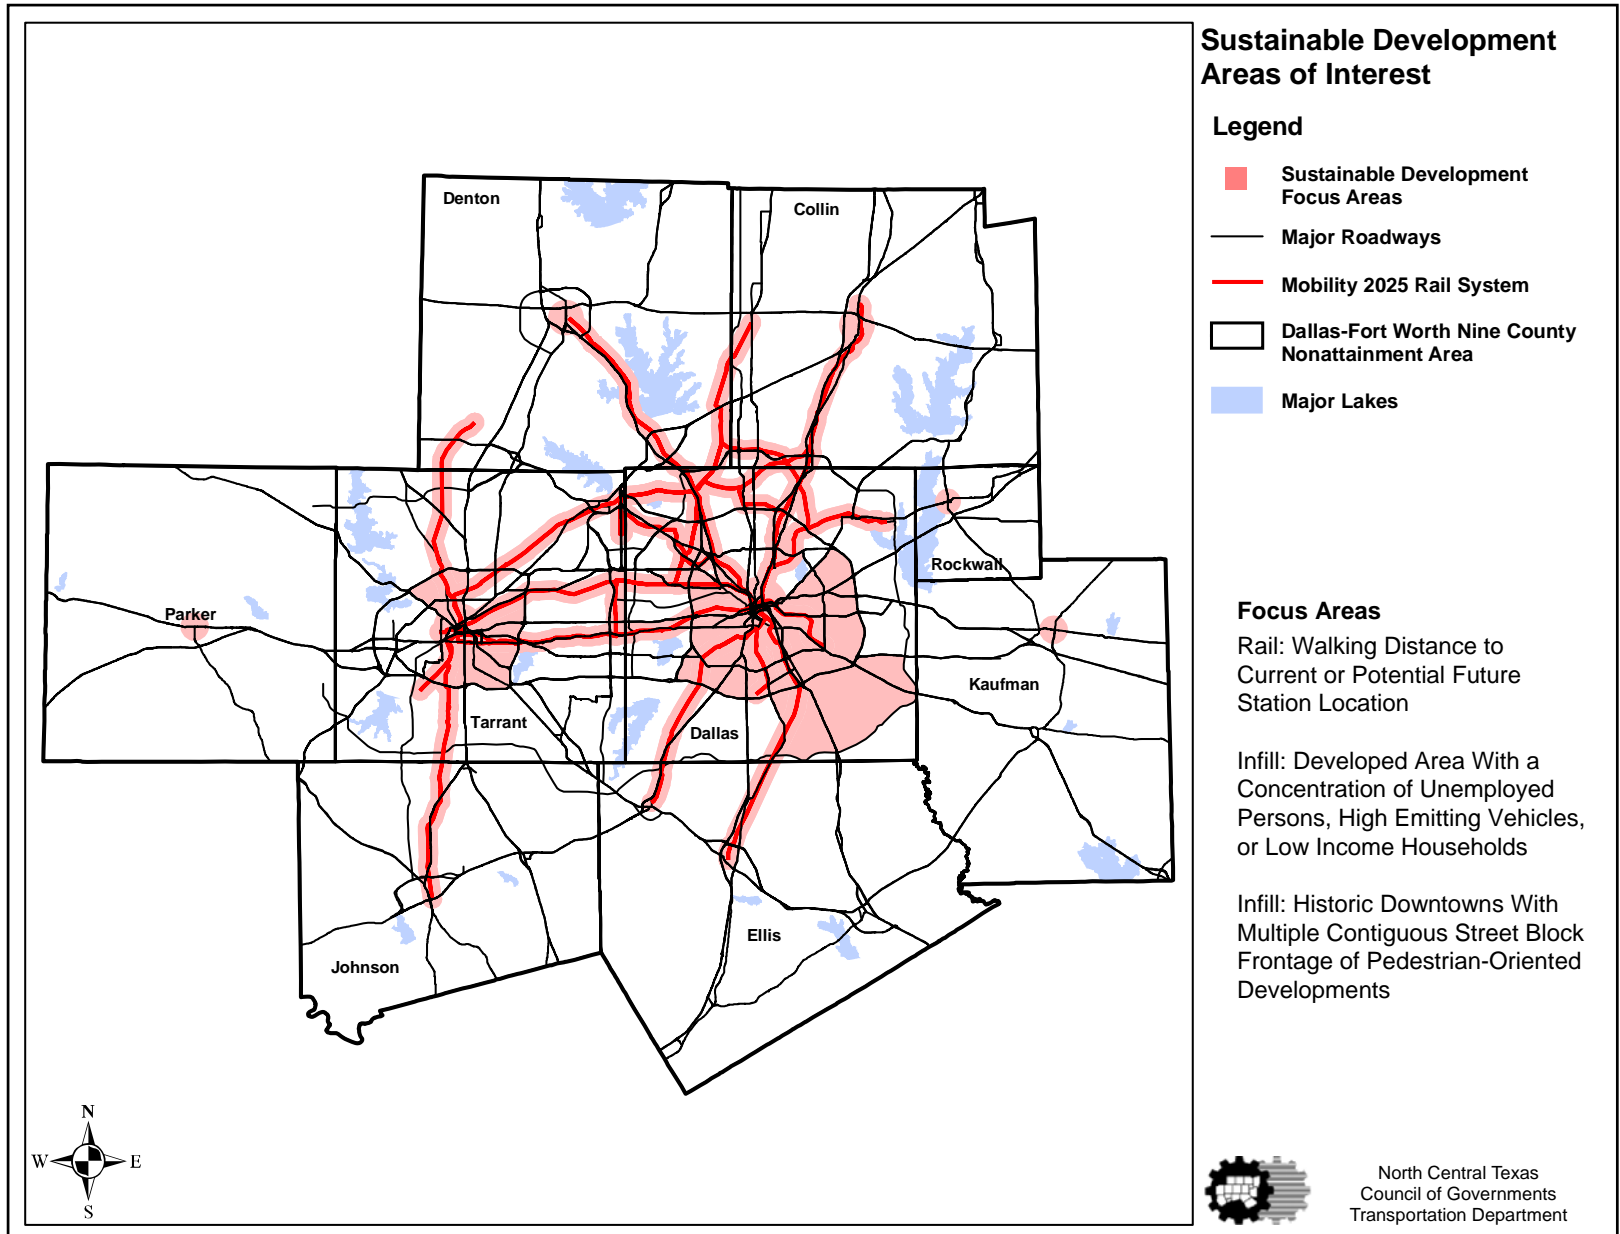 Sustainable Development
Areas of Interest
Legend
Sustainable Development
Focus Areas
Major Roadways
Mobility 2025 Rail System
Dallas-Fort Worth Nine County
Nonattainment Area
Major Lakes
Denton
Collin
Rockwall
Parker
Kaufman
Tarrant
Dallas
Ellis
Johnson
Focus Areas
Rail: Walking Distance to
Current or Potential Future
Station Location
Infill: Developed Area With a
Concentration of Unemployed
Persons, High Emitting Vehicles,
or Low Income Households
Infill: Historic Downtowns With
Multiple Contiguous Street Block
Frontage of Pedestrian-Oriented
Developments
N
W E
S
North Central Texas
Council of Governments
Transportation Department